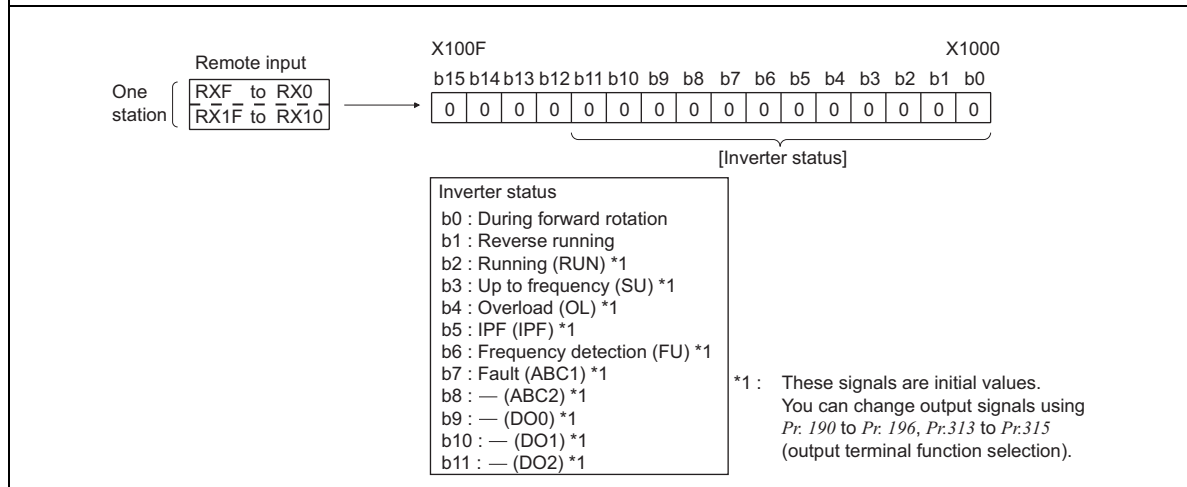 X100F X1000
Remote input
b15 b14 b13 b12 b11 b10 b9 b8 b7 b6 b5 b4 b3 b2 b1 b0
One station
RXF to RX0
RX1F to RX10
0 0 0 0 0 0 0 0 0 0 0 0 0 0 0 0
[Inverter status]
Inverter status
b0 : During forward rotation
b1 : Reverse running
b2 : Running (RUN) *1
b3 : Up to frequency (SU) *1
b4 : Overload (OL) *1
b5 : IPF (IPF) *1
b6 : Frequency detection (FU) *1
b7 : Fault (ABC1) *1
b8 : — (ABC2) *1
b9 : — (DO0) *1
b10 : — (DO1) *1
b11 : — (DO2) *1
*1 : These signals are initial values.
You can change output signals using
Pr. 190 to Pr. 196, Pr.313 to Pr.315
(output terminal function selection).